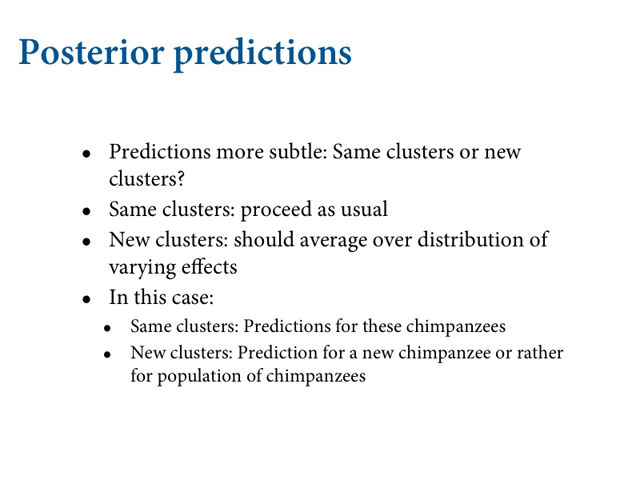 Posterior predictions
• Predictions more subtle: Same clusters or new
clusters?
• Same clusters: proceed as usual
• New clusters: should average over distribution of
varying effects
• In this case:
• Same clusters: Predictions for these chimpanzees
• New clusters: Prediction for a new chimpanzee or rather
for population of chimpanzees